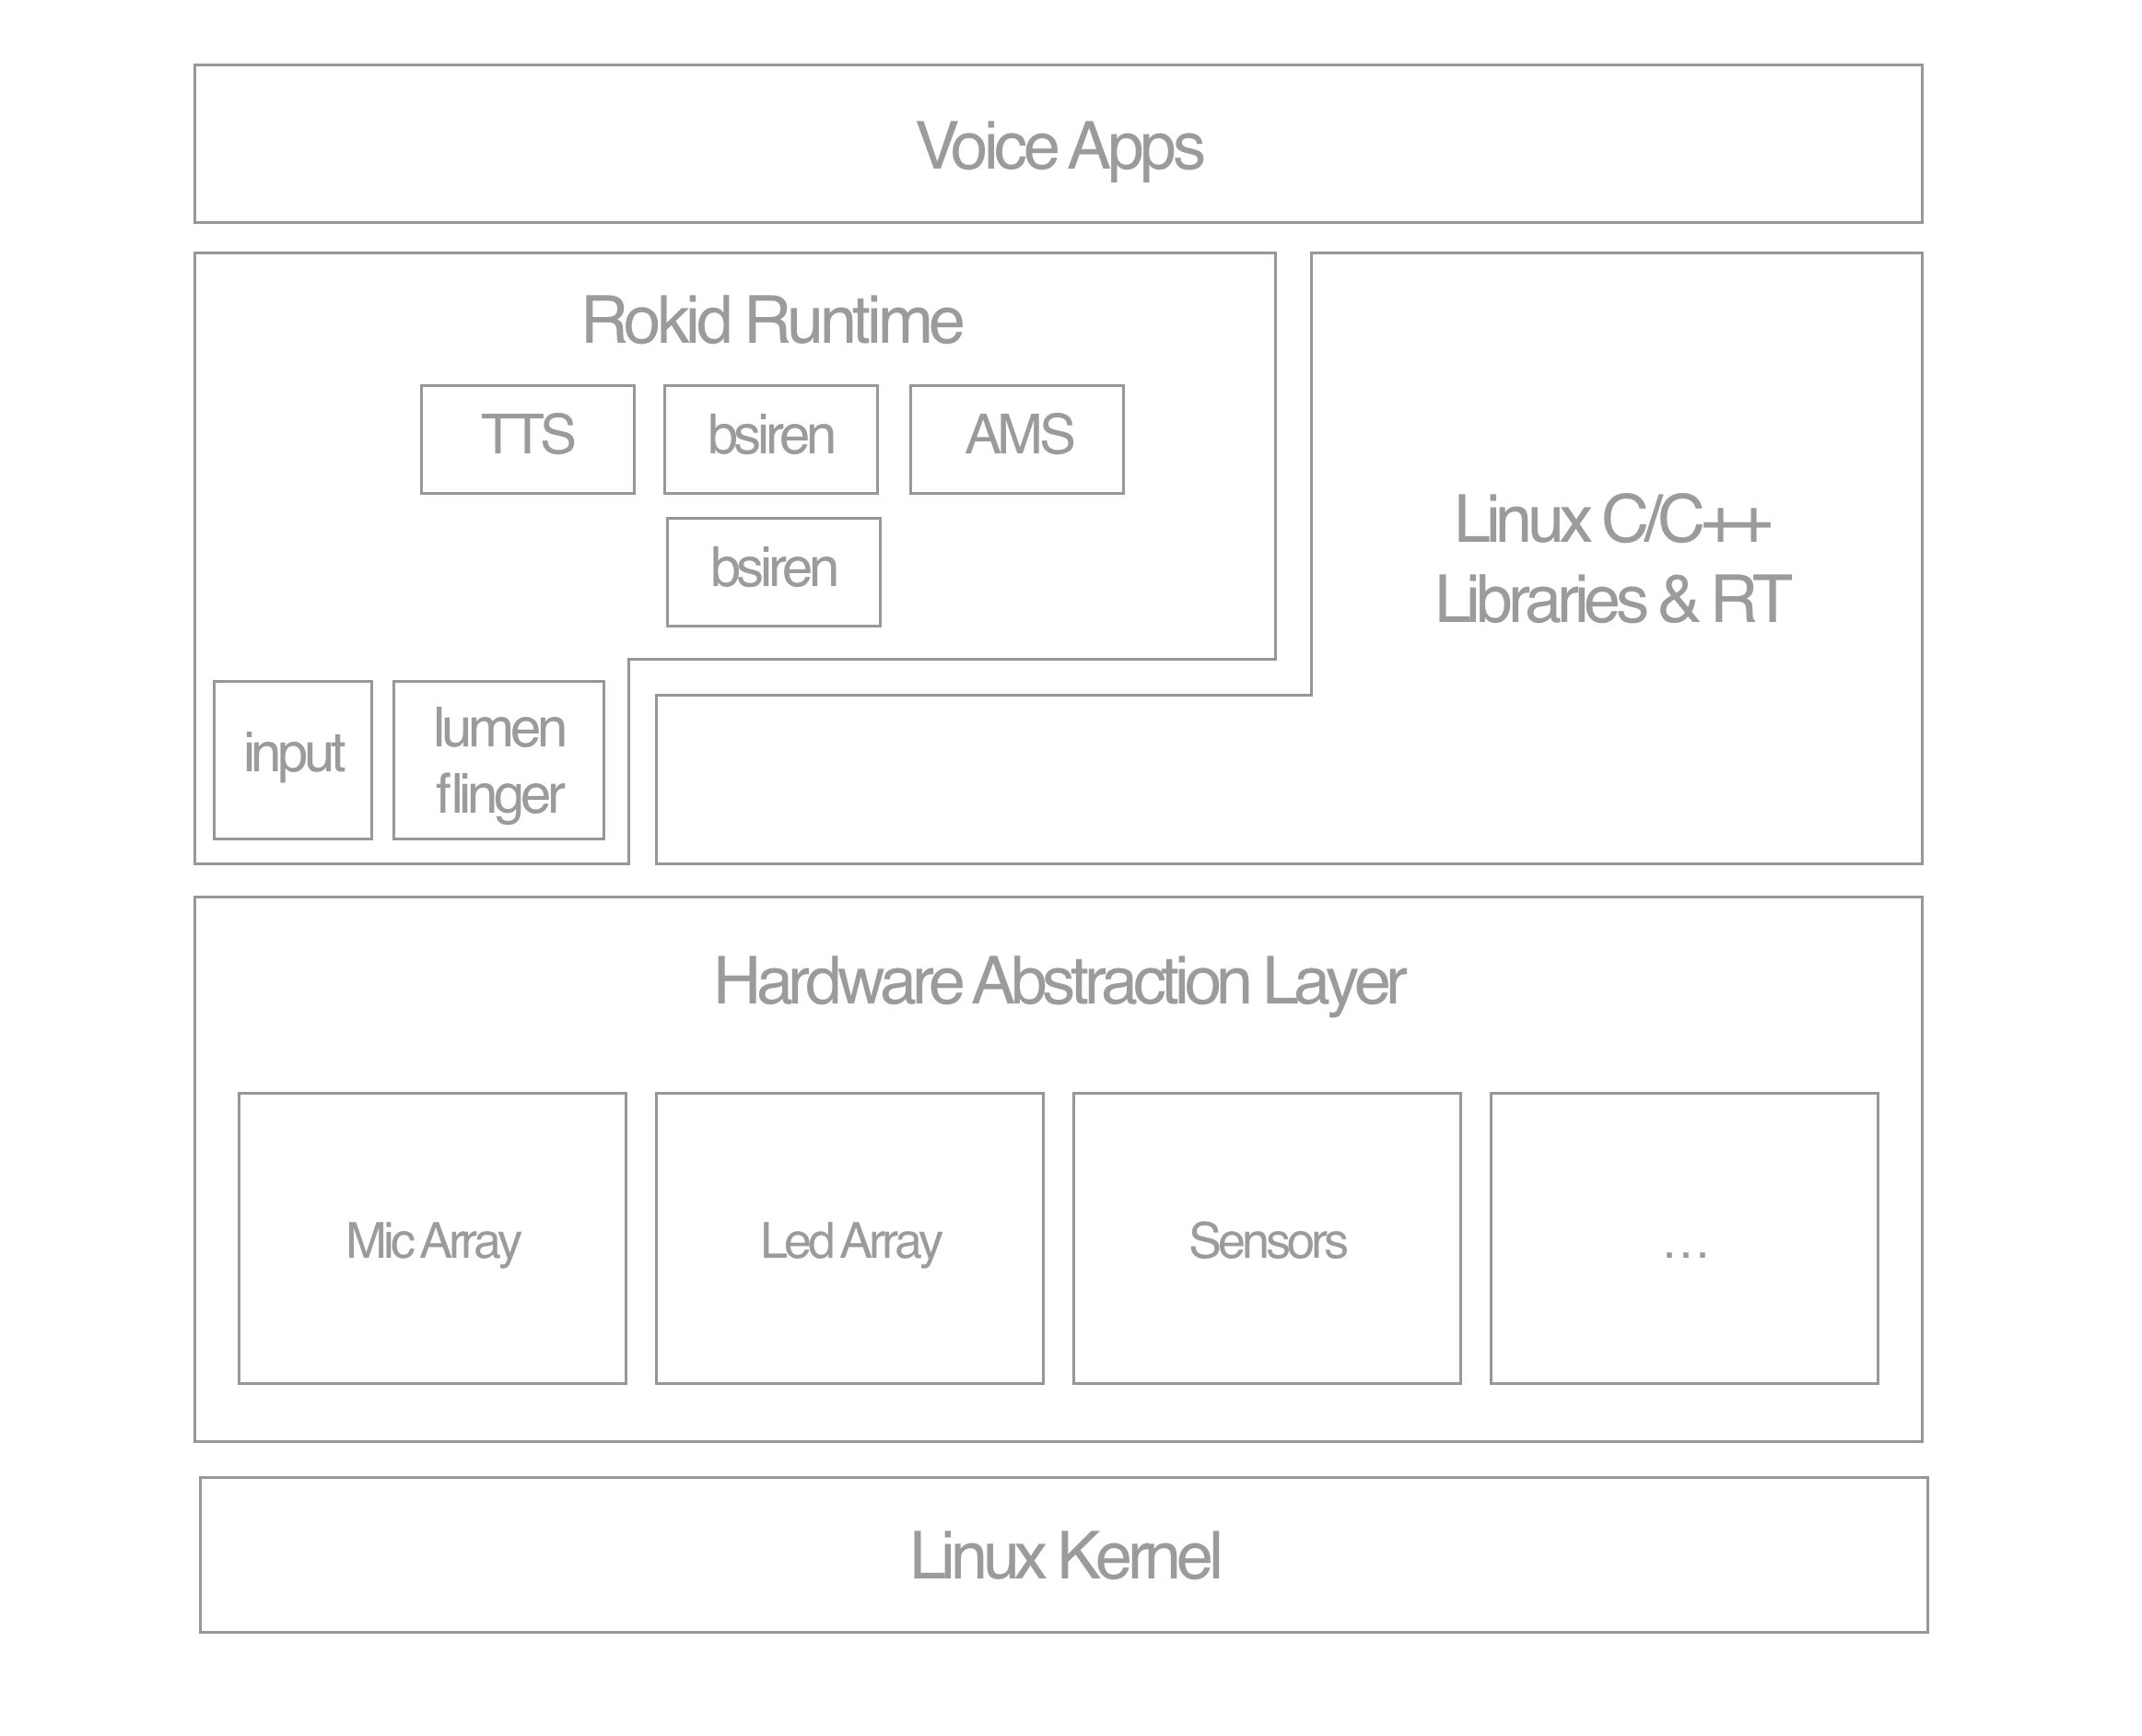 Voice Apps
Rokid Runtime
TTS
bsiren
AMS
bsiren
input
lumen
flinger
Linux C/C++
Libraries & RT
Hardware Abstraction Layer
Mic Array
Led Array
Sensors
...
Linux Kernel